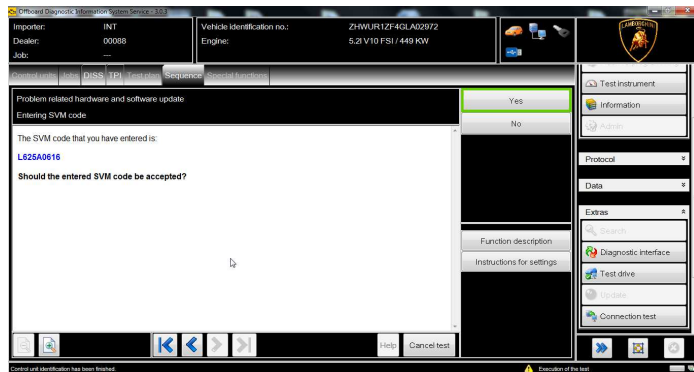 Offboard Diagnostic Information System Service - 3.0.3
Importer: INT
Dealer: 00088
Job: ---
Vehicle identification no.: ZHWUR1ZF4GLA02972
Engine: 5.2l V10 FSI / 449 KW
LAMBORGHINI
Control units Jobs DISS TPI Test plan Sequence Special functions
Problem related hardware and software update
Entering SVM code
The SVM code that you have entered is:
L625A0616
Should the entered SVM code be accepted?
Yes
No
Function description
Instructions for settings
Help
Cancel test
Test instrument
Information
Admin
Protocol
Data
Extras
Search
Diagnostic interface
Test drive
Update
Connection test
Control unit identification has been finished.
Execution of the test